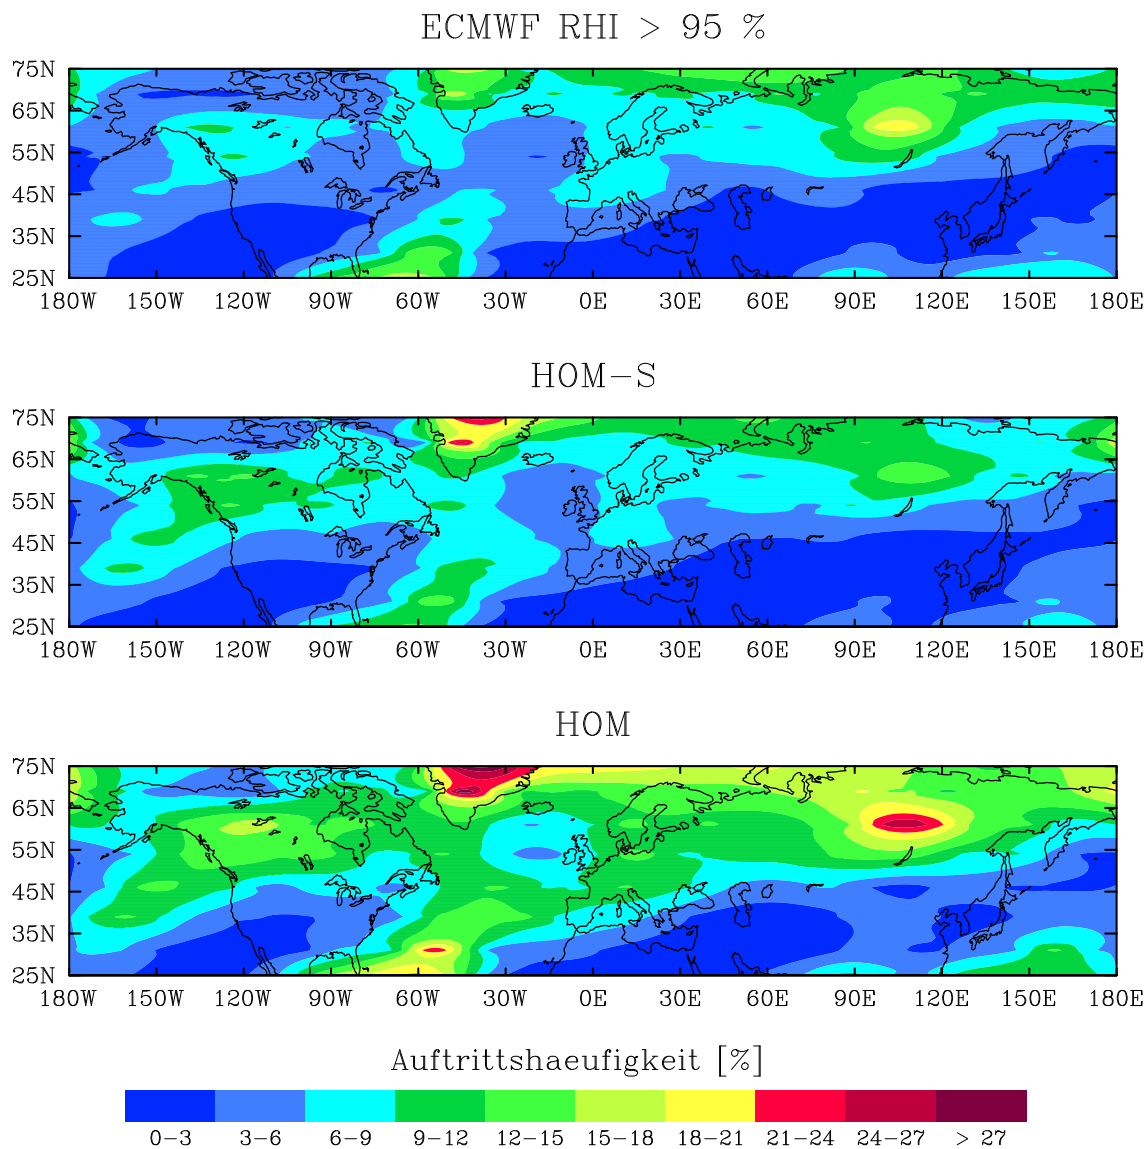 ECMWF RHI > 95 %
75N
65N
55N
45N
35N
25N
180W 150W 120W 90W 60W 30W 0E 30E 60E 90E 120E 150E 180E
HOM-S
75N
65N
55N
45N
35N
25N
180W 150W 120W 90W 60W 30W 0E 30E 60E 90E 120E 150E 180E
HOM
75N
65N
55N
45N
35N
25N
180W 150W 120W 90W 60W 30W 0E 30E 60E 90E 120E 150E 180E
Auftrittshaeufigkeit [%]
0-3 3-6 6-9 9-12 12-15 15-18 18-21 21-24 24-27 > 27